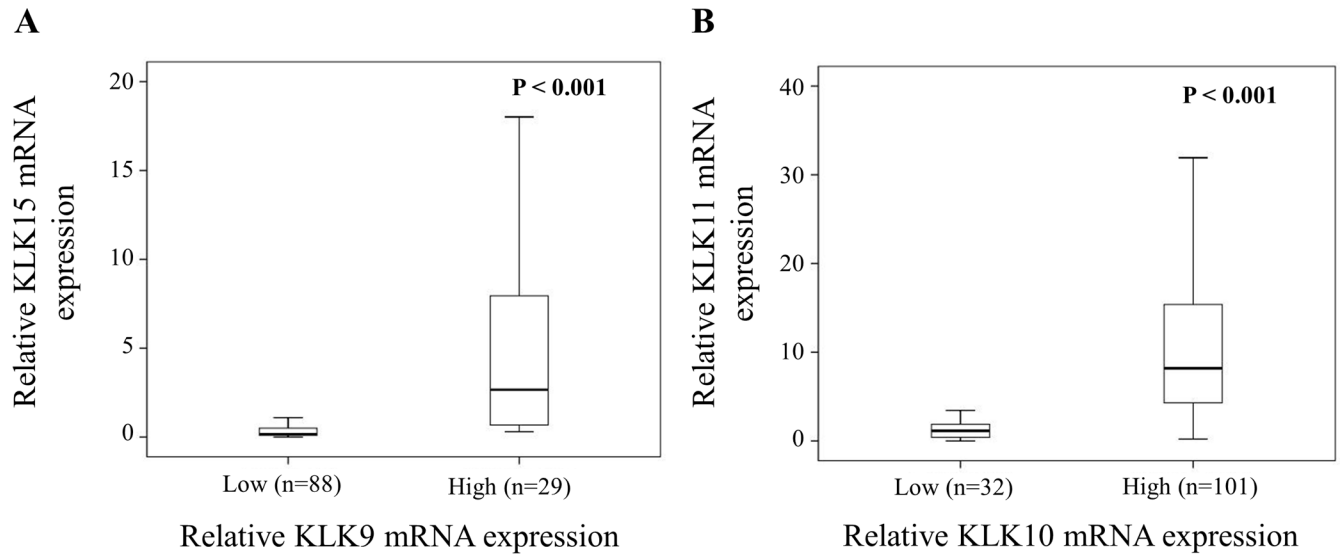 A
Relative KLK15 mRNA
expression
20
15
10
5
0
P < 0.001
Low (n=88)
High (n=29)
Relative KLK9 mRNA expression
B
Relative KLK11 mRNA
expression
40
30
20
10
0
P < 0.001
Low (n=32)
High (n=101)
Relative KLK10 mRNA expression